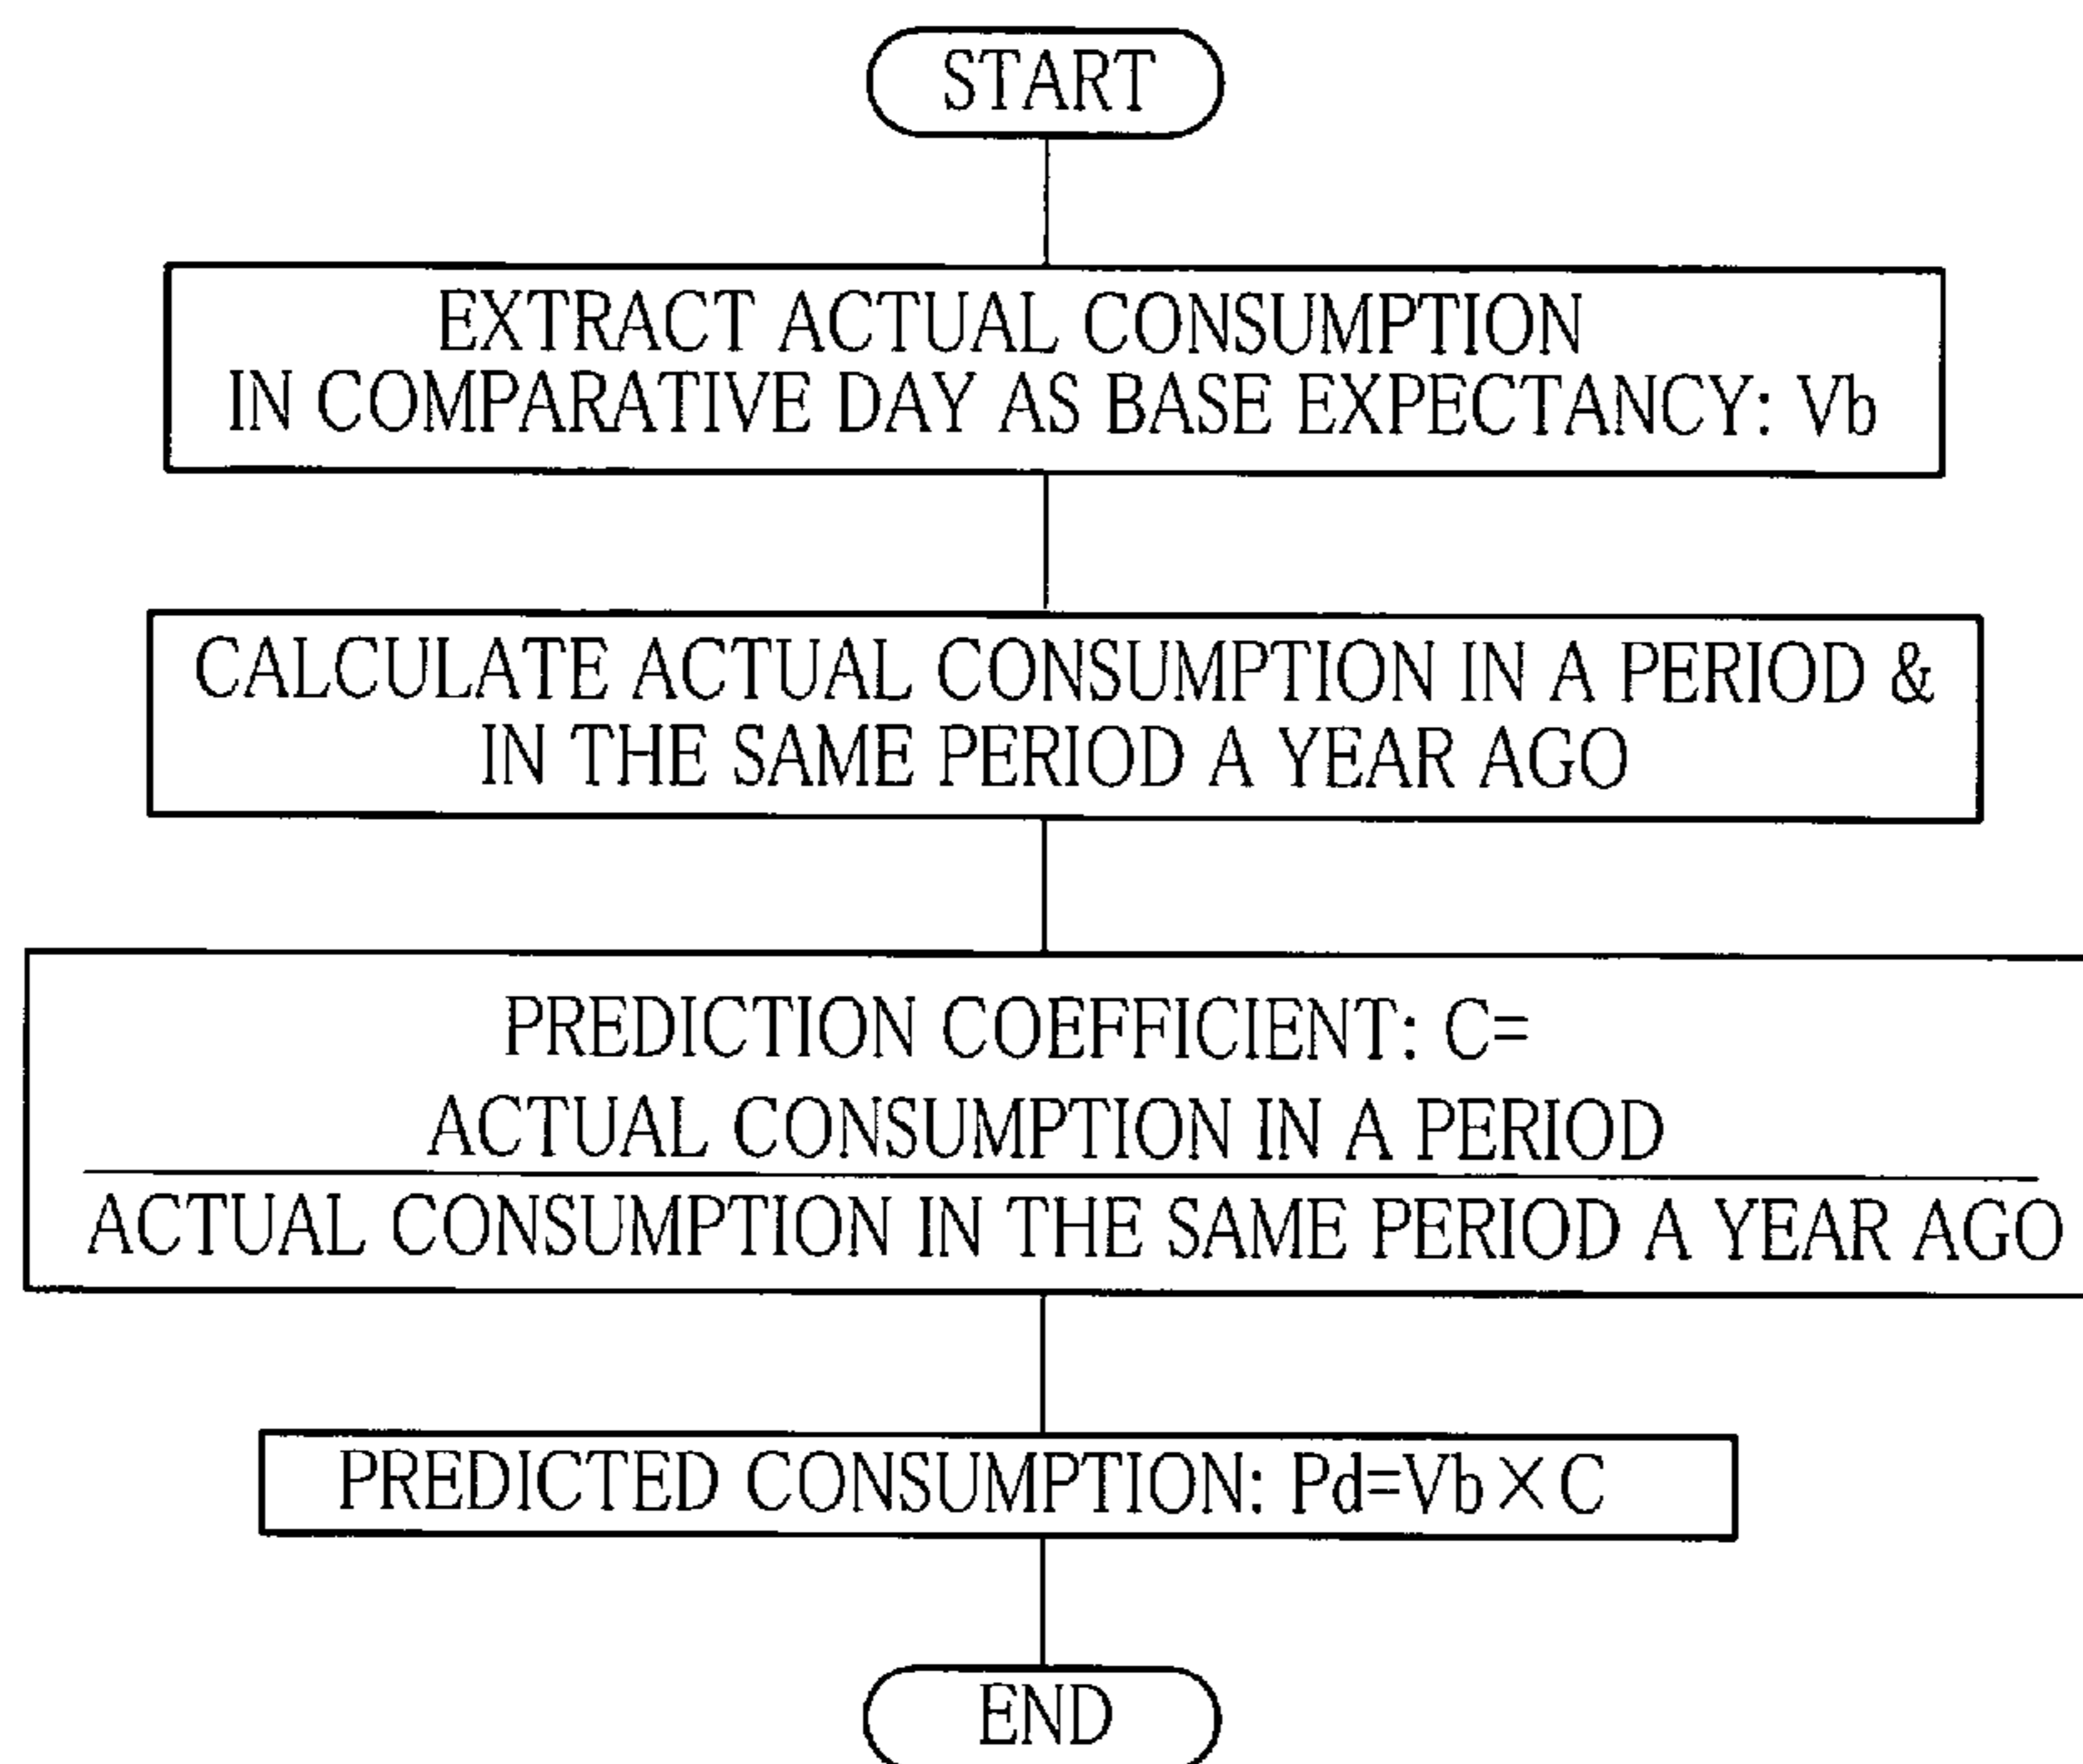 START
EXTRACT ACTUAL CONSUMPTION
IN COMPARATIVE DAY AS BASE EXPECTANCY: Vb
CALCULATE ACTUAL CONSUMPTION IN A PERIOD &
IN THE SAME PERIOD A YEAR AGO
PREDICTION COEFFICIENT: C=
ACTUAL CONSUMPTION IN A PERIOD
ACTUAL CONSUMPTION IN THE SAME PERIOD A YEAR AGO
PREDICTED CONSUMPTION: Pd=Vb×C
END